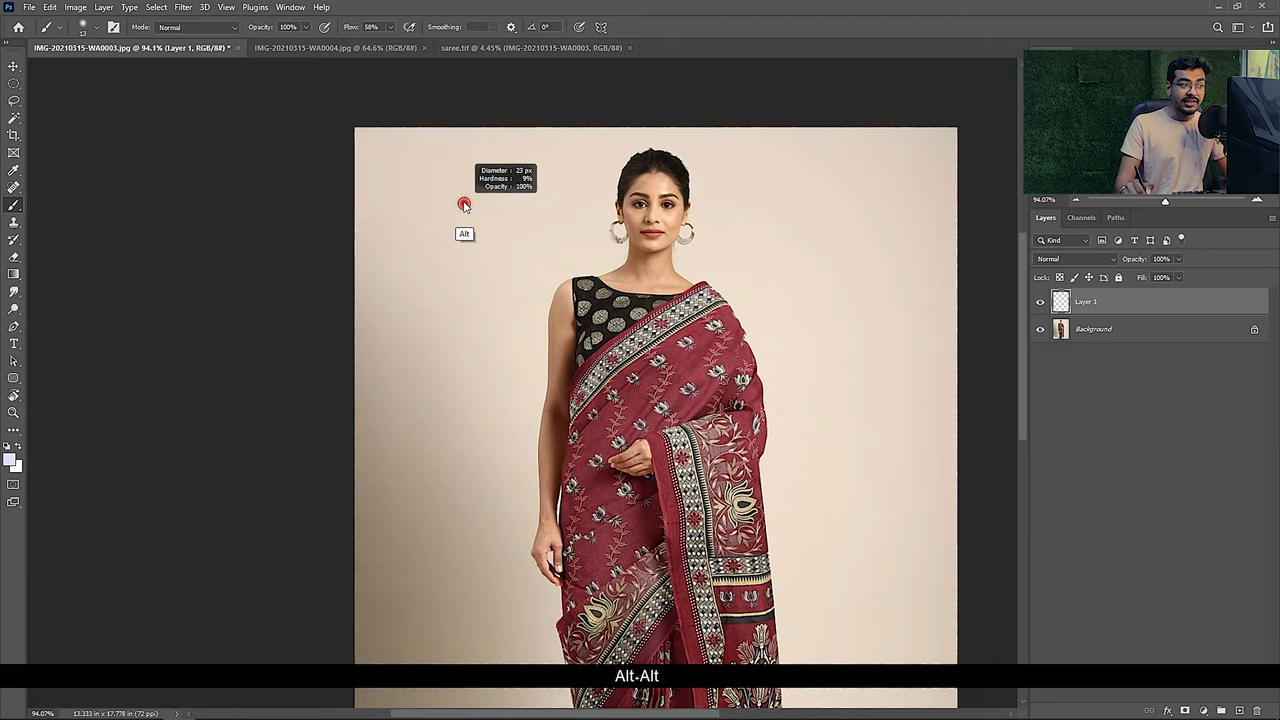 File Edit Image Layer Type Select Filter 3D View Plugins Window Help
13 Mode: Normal Opacity: 100% Flow: 58% Smoothing: 0°
IMG-20210315-WA0003.jpg @ 94.1% (Layer 1, RGB/8#) * × IMG-20210315-WA0004.jpg @ 64.6% (RGB/8#) × saree.tif @ 4.45% (IMG-20210315-WA0003, RGB/8#) ×
Diameter : 23 px
Hardness : 9%
Opacity : 100%
Alt
94.07%
Layers Channels Paths
Kind
Normal Opacity: 100%
Lock: Fill: 100%
Layer 1
Background
Alt+Alt
94.07% 13.333 in x 17.778 in (72 ppi)